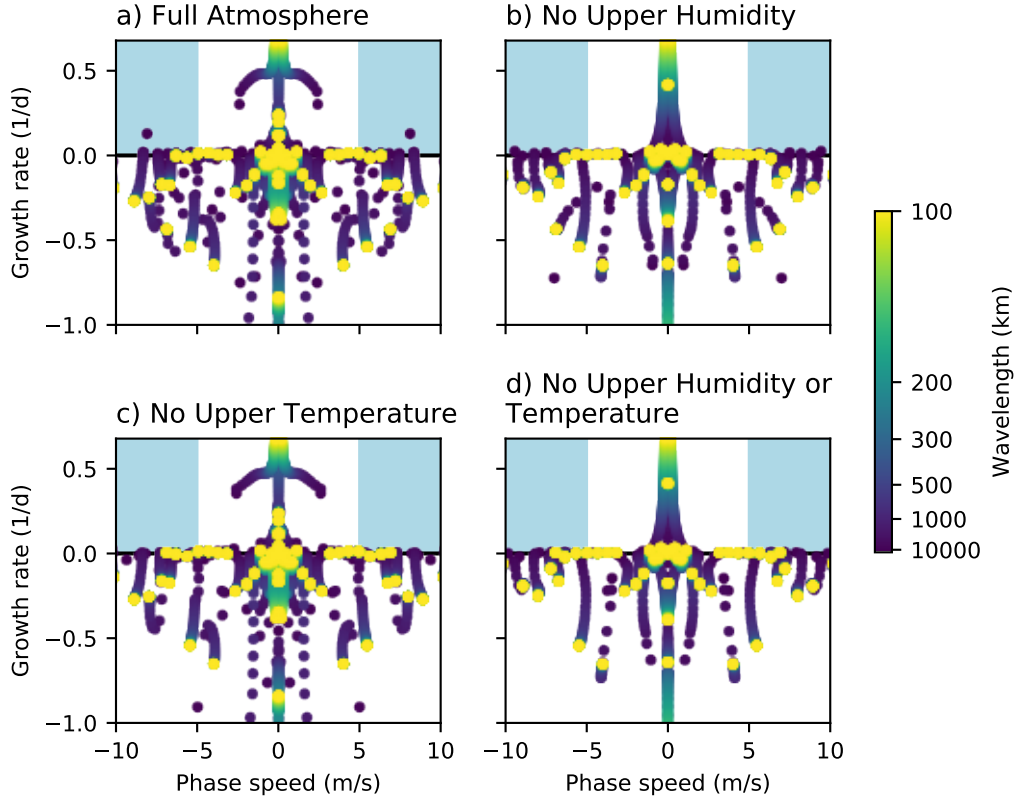 a) Full Atmosphere
b) No Upper Humidity
0.5
0.0
−0.5
−1.0
Growth rate (1/d)
c) No Upper Temperature
d) No Upper Humidity or
Temperature
0.5
0.0
−0.5
−1.0
Growth rate (1/d)
−10
−5
0
5
10
Phase speed (m/s)
−10
−5
0
5
10
Phase speed (m/s)
100
200
300
500
1000
10000
Wavelength (km)